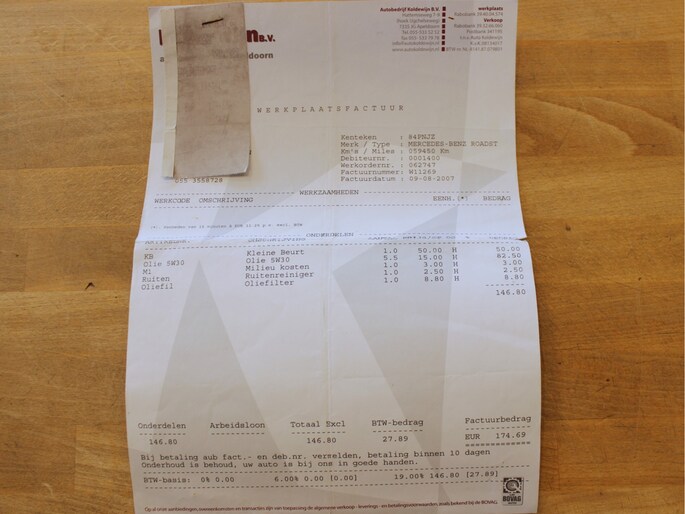 Autobedrijf Koldewijn B.V. werkplaats
nB.V.
Verkoop
doorn
WERKPLAATSFACTUUR
Kenteken : 84PNJZ
Merk / Type : MERCEDES-BENZ ROADST
Km's / Miles : 059450 Km
Debiteurnr. : 0001400
Werkordernr. : 062747
Factuurnummer: W11269
Factuurdatum : 09-08-2007
055-3558728
WERKZAAMHEDEN
WERKCODE OMSCHRIJVING EENH.(*) BEDRAG
ONDERDELEN
KB Kleine Beurt 1.0 50.00 H 50.00
Olie 5W30 Olie 5W30 5.5 15.00 H 82.50
M1 Milieu kosten 1.0 3.00 H 3.00
Ruiten Ruitenreiniger 1.0 2.50 H 2.50
Oliefil Oliefilter 1.0 8.80 H 8.80
146.80
Onderdelen Arbeidsloon Totaal Excl BTW-bedrag Factuurbedrag
146.80 146.80 27.89 EUR 174.69
Bij betaling aub fact.- en deb.nr. vermelden, betaling binnen 10 dagen
Onderhoud is behoud, uw auto is bij ons in goede handen.
BTW-basis: 0% 0.00 6.00% 0.00 [0.00] 19.00% 146.80 [27.89]
BOVAG